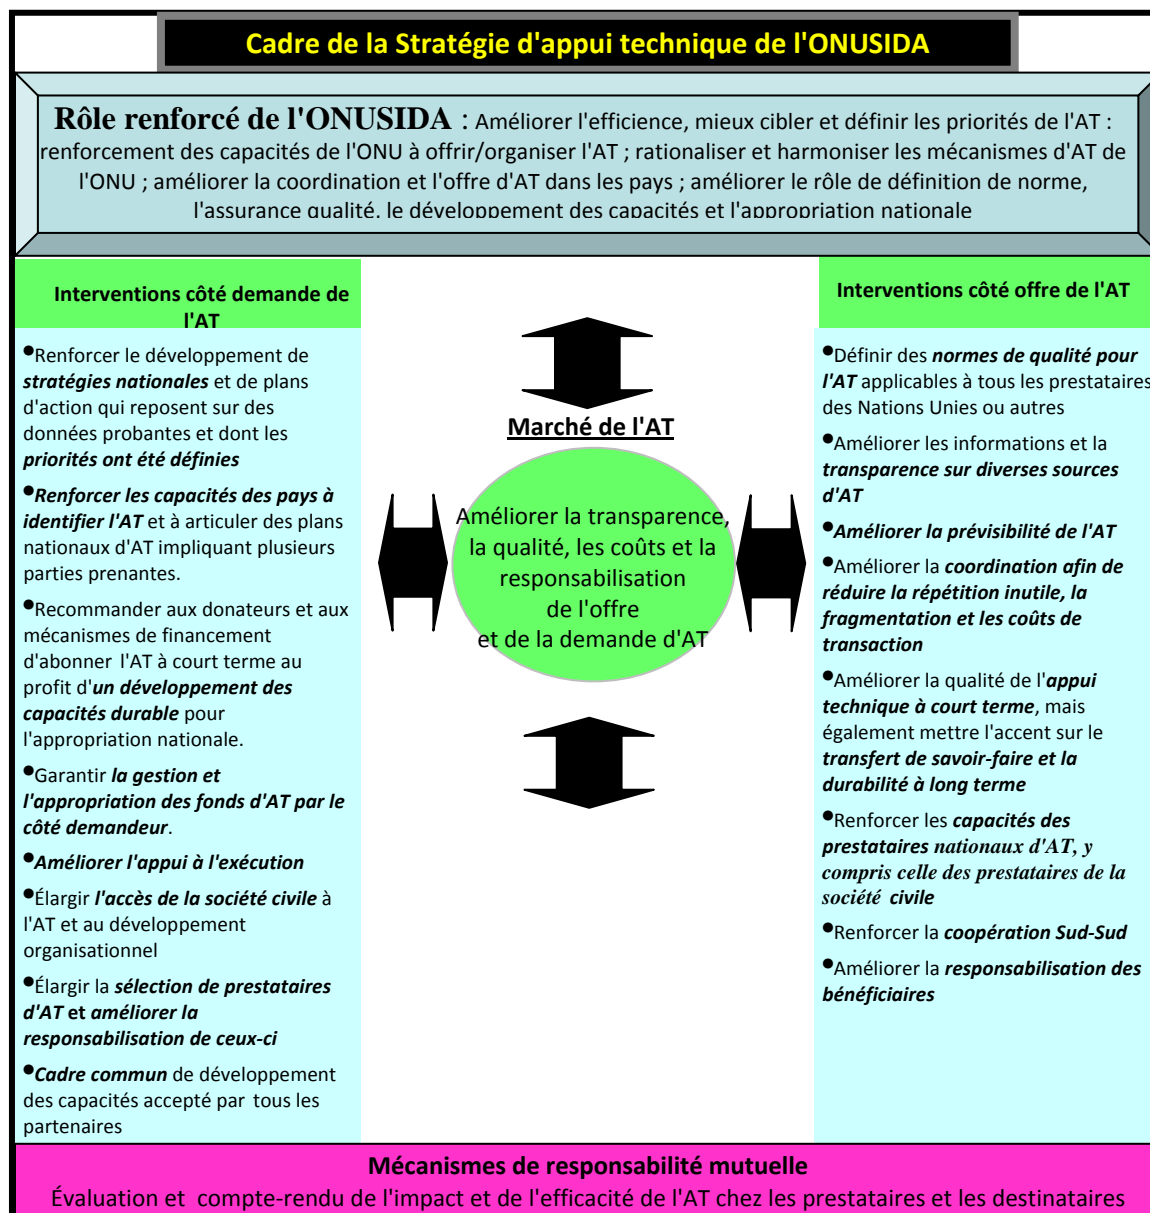 Cadre de la Stratégie d'appui technique de l'ONUSIDA
Rôle renforcé de l'ONUSIDA : Améliorer l'efficience, mieux cibler et définir les priorités de l'AT :
renforcement des capacités de l'ONU à offrir/organiser l'AT ; rationaliser et harmoniser les mécanismes d'AT de
l'ONU ; améliorer la coordination et l'offre d'AT dans les pays ; améliorer le rôle de définition de norme,
l'assurance qualité, le développement des capacités et l'appropriation nationale
Interventions côté demande de
l'AT
•Renforcer le développement de
stratégies nationales et de plans
d'action qui reposent sur des
données probantes et dont les
priorités ont été définies
•Renforcer les capacités des pays à
identifier l'AT et à articuler des plans
nationaux d'AT impliquant plusieurs
parties prenantes.
•Recommander aux donateurs et aux
mécanismes de financement
d'abonner l'AT à court terme au
profit d'un développement des
capacités durable pour
l'appropriation nationale.
•Garantir la gestion et
l'appropriation des fonds d'AT par le
côté demandeur.
•Améliorer l'appui à l'exécution
•Élargir l'accès de la société civile à
l'AT et au développement
organisationnel
•Élargir la sélection de prestataires
d'AT et améliorer la
responsabilisation de ceux-ci
•Cadre commun de développement
des capacités accepté par tous les
partenaires
Marché de l'AT
Améliorer la transparence,
la qualité, les coûts et la
responsabilisation
de l'offre
et de la demande d'AT
Interventions côté offre de l'AT
•Définir des normes de qualité pour
l'AT applicables à tous les prestataires
des Nations Unies ou autres
•Améliorer les informations et la
transparence sur diverses sources
d'AT
•Améliorer la prévisibilité de l'AT
•Améliorer la coordination afin de
réduire la répétition inutile, la
fragmentation et les coûts de
transaction
•Améliorer la qualité de l'appui
technique à court terme, mais
également mettre l'accent sur le
transfert de savoir-faire et la
durabilité à long terme
•Renforcer les capacités des
prestataires nationaux d'AT, y
compris celle des prestataires de la
société civile
•Renforcer la coopération Sud-Sud
•Améliorer la responsabilisation des
bénéficiaires
Mécanismes de responsabilité mutuelle
Évaluation et compte-rendu de l'impact et de l'efficacité de l'AT chez les prestataires et les destinataires